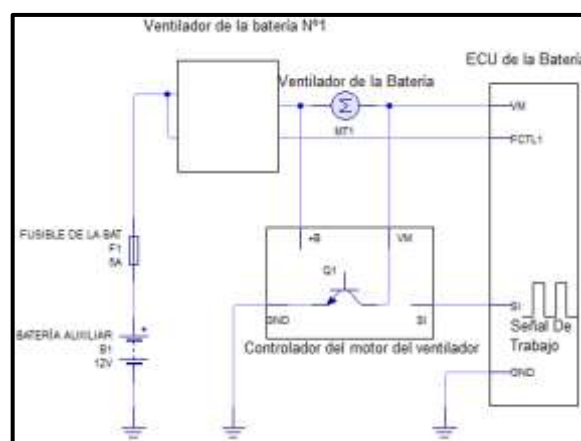 Ventilador de la batería Nº1
ECU de la Batería
Ventilador de la Batería
VM
MT1
FCTL1
+B
VM
FUSIBLE DE LA BAT
F1
5A
Q1
GND
SI
SI
BATERÍA AUXILIAR
B1
12V
Controlador del motor del ventilador
Señal De
Trabajo
GND